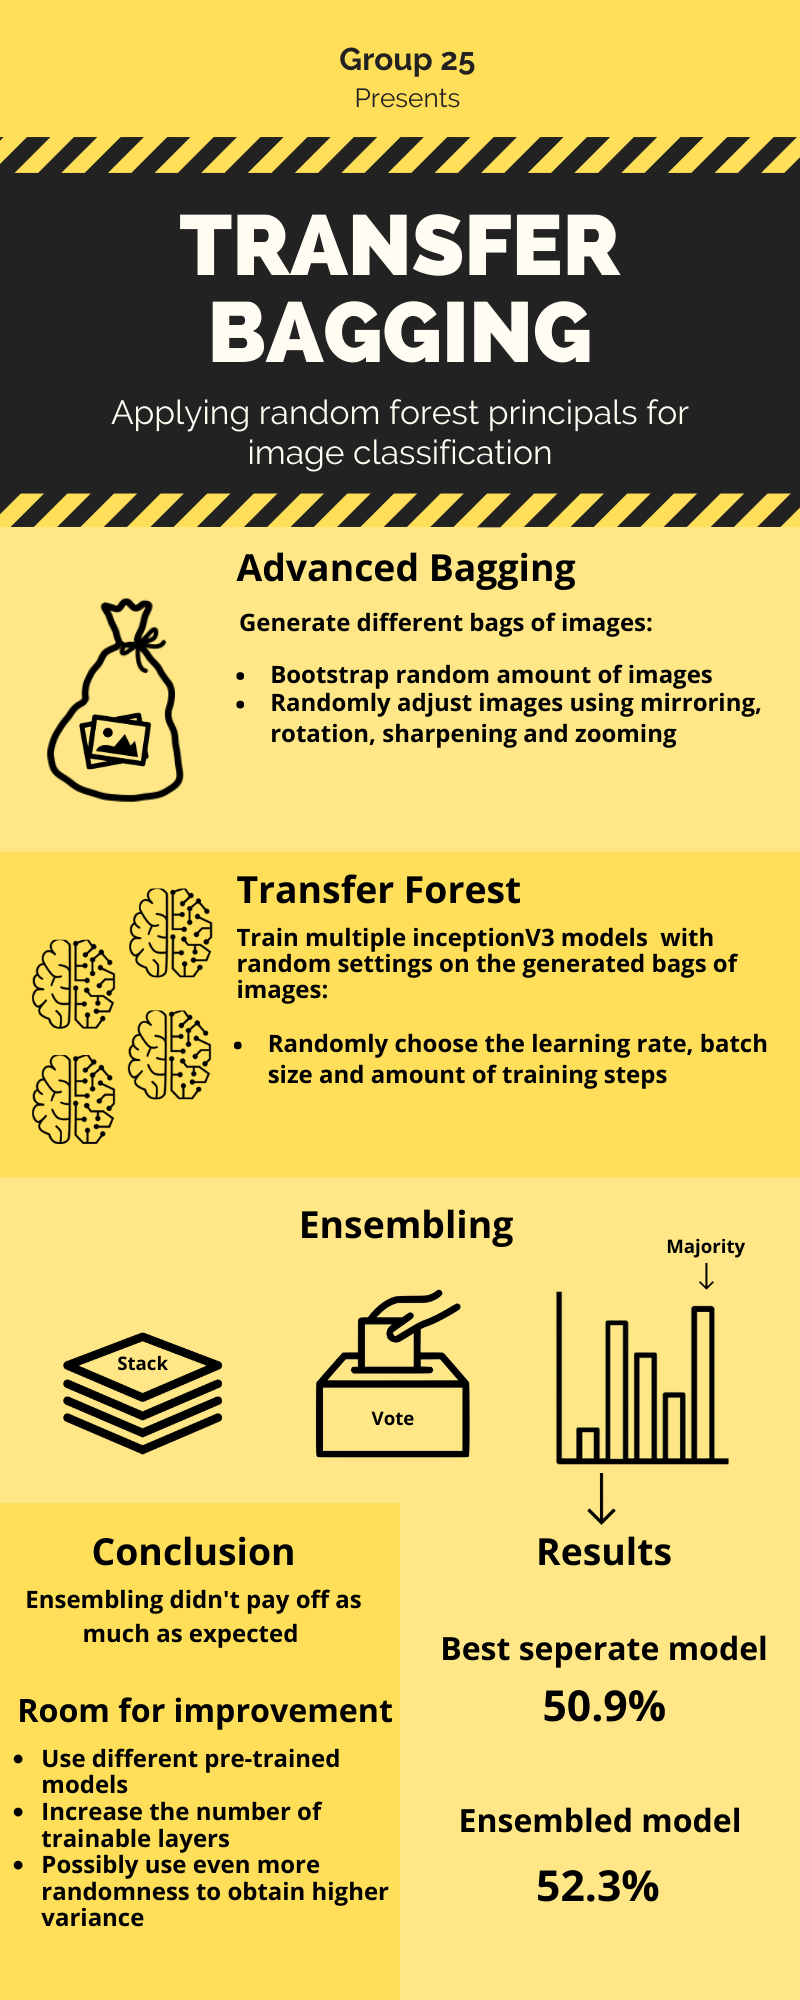 Group 25
Presents
TRANSFER
BAGGING
Applying random forest principals for
image classification
Advanced Bagging
Generate different bags of images:
• Bootstrap random amount of images
• Randomly adjust images using mirroring,
rotation, sharpening and zooming
Transfer Forest
Train multiple inceptionV3 models with
random settings on the generated bags of
images:
• Randomly choose the learning rate, batch
size and amount of training steps
Ensembling
Majority
Stack
Vote
Conclusion
Ensembling didn't pay off as
much as expected
Room for improvement
• Use different pre-trained
models
• Increase the number of
trainable layers
• Possibly use even more
randomness to obtain higher
variance
Results
Best seperate model
50.9%
Ensembled model
52.3%